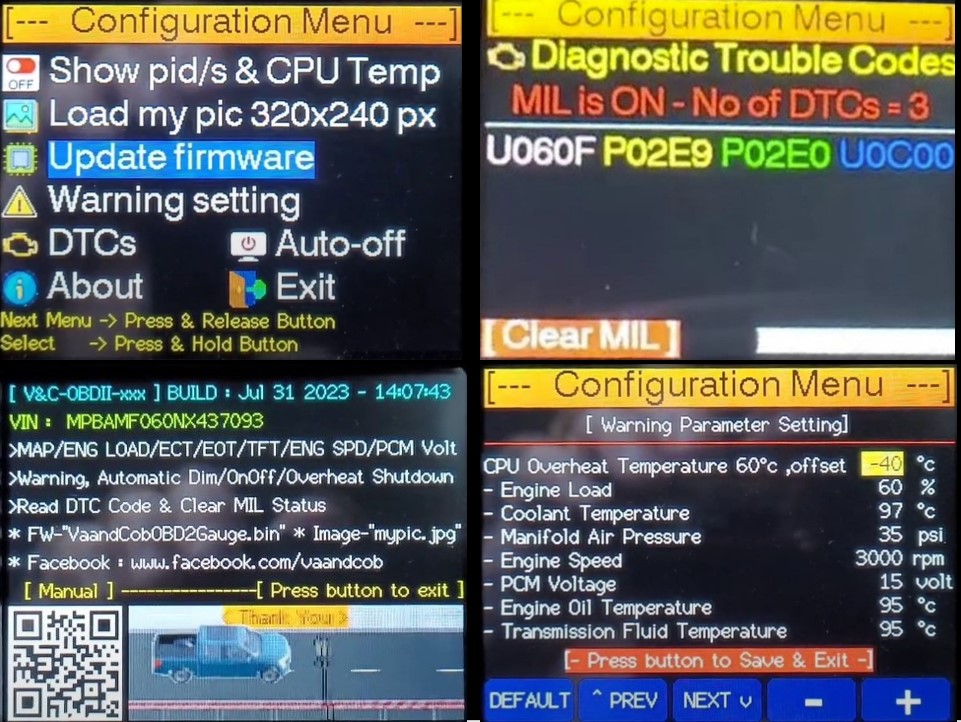 [--- Configuration Menu ---]
OFF
Show pid/s & CPU Temp
Load my pic 320x240 px
Update firmware
Warning setting
DTCs Auto-off
About Exit
Next Menu -> Press & Release Button
Select -> Press & Hold Button
[--- Configuration Menu ---]
Diagnostic Trouble Codes
MIL is ON - No of DTCs = 3
U060F P02E9 P02E0 U0C00
[ Clear MIL ]
[ V&C-OBDII-xxx ] BUILD : Jul 31 2023 - 14:07:43
VIN : MPBAMF060NX437093
>MAP/ENG LOAD/ECT/EOT/TFT/ENG SPD/PCM Volt
>Warning, Automatic Dim/OnOff/Overheat Shutdown
>Read DTC Code & Clear MIL Status
* FW-"VaandCobOBD2Gauge.bin" * Image-"mypic.jpg"
* Facebook : www.facebook.com/vaandcob
[ Manual ] ----------------[ Press button to exit ]
Thank You >
[--- Configuration Menu ---]
[ Warning Parameter Setting]
CPU Overheat Temperature 60°c ,offset -40 °c
- Engine Load 60 %
- Coolant Temperature 97 °c
- Manifold Air Pressure 35 psi
- Engine Speed 3000 rpm
- PCM Voltage 15 volt
- Engine Oil Temperature 95 °c
- Transmission Fluid Temperature 95 °c
[- Press button to Save & Exit -]
DEFAULT ^ PREV NEXT v - +